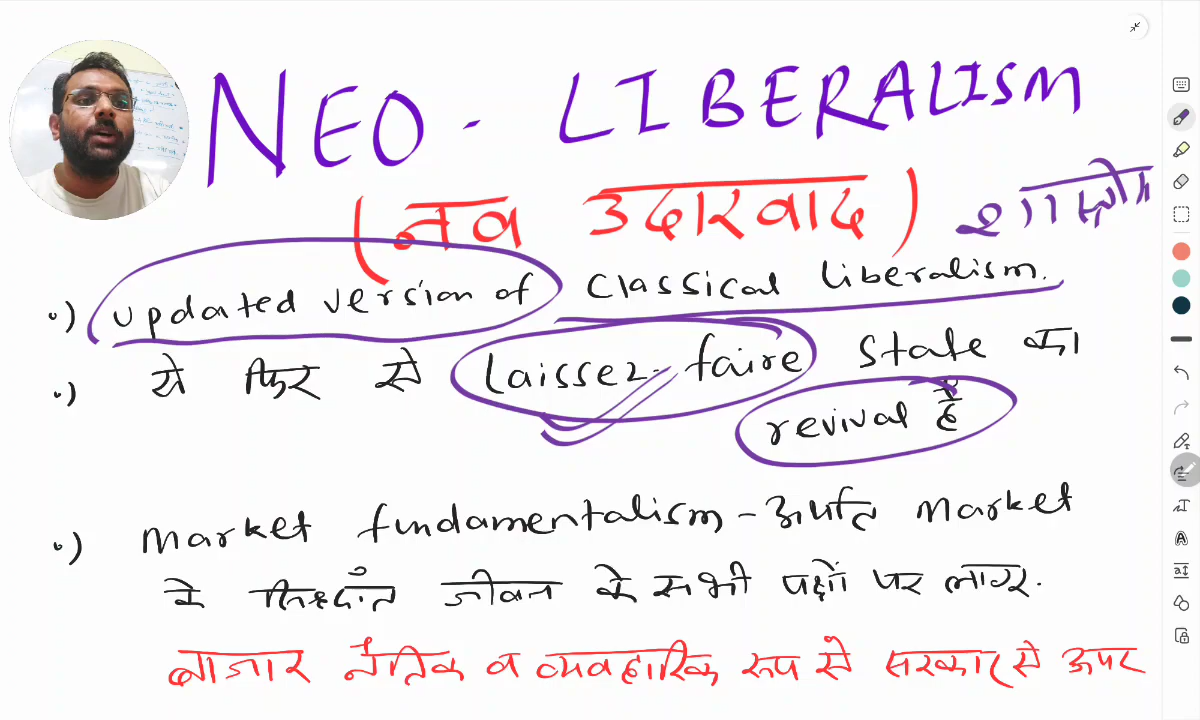 NEO - LIBERALISM
(नव उदारवाद)
updated version of classical liberalism.
ये फिर से Laissez-faire state का
revival है
market fundamentalism - अर्थात market
के सिद्धांत जीवन के सभी पक्षों पर लागू.
बाजार नैतिक व व्यवहारिक रूप से सरकार से ऊपर